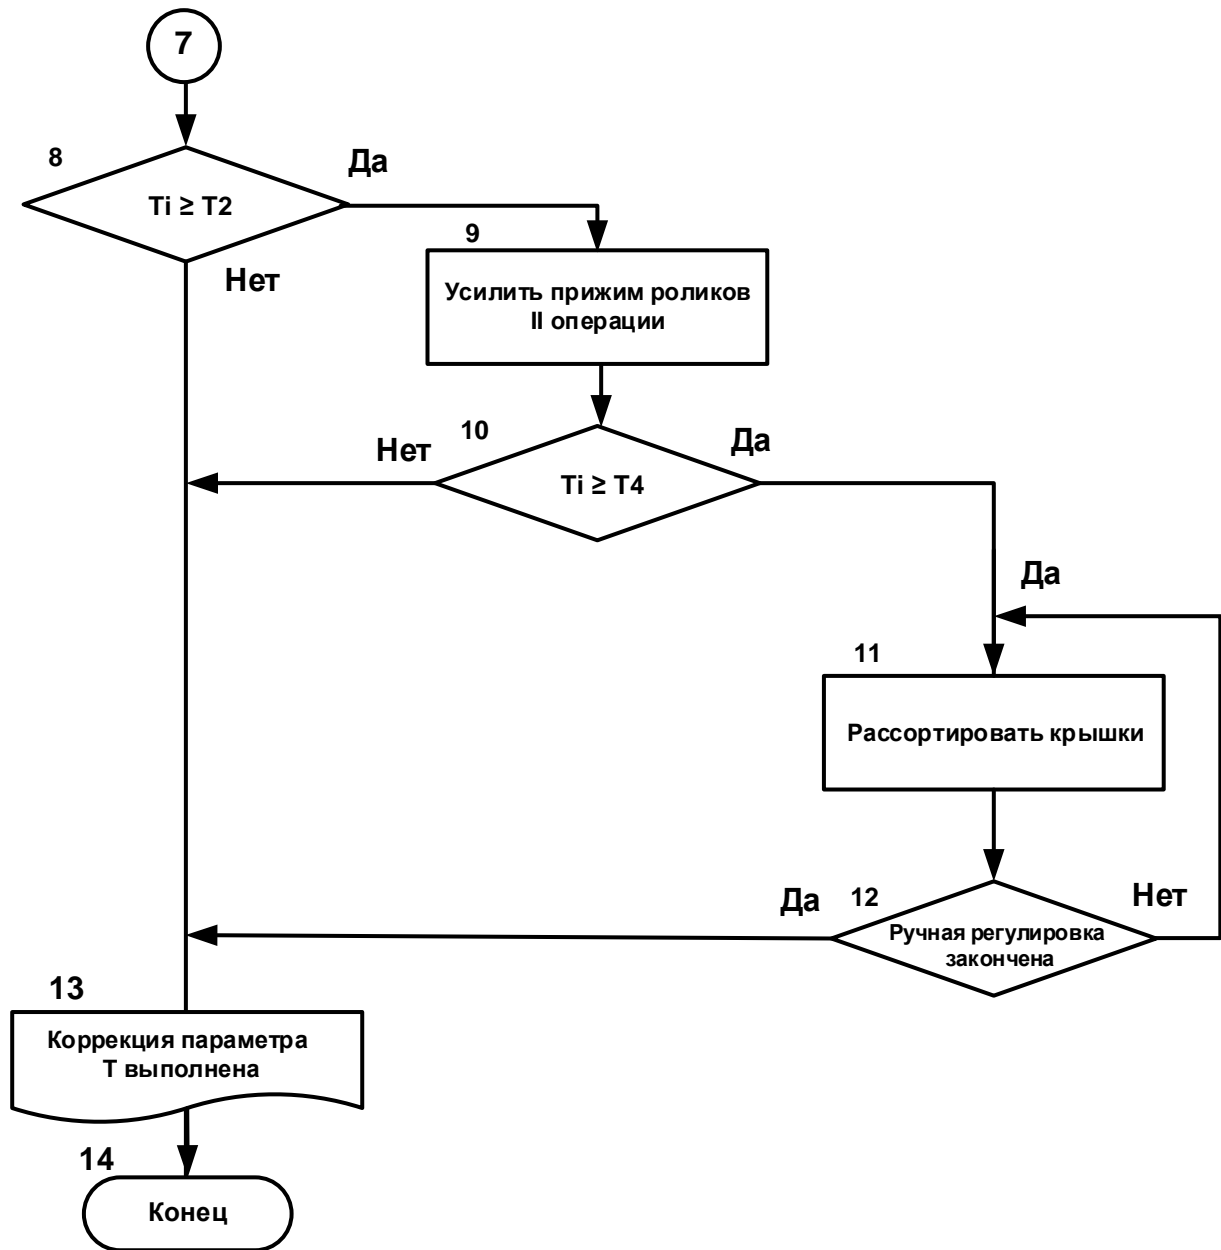 7
8
Да
Ti ≥ T2
9
Нет
Усилить прижим роликов
II операции
10
Нет
Да
Ti ≥ T4
Да
11
Рассортировать крышки
12
Да
Нет
Ручная регулировка
закончена
13
Коррекция параметра
Т выполнена
14
Конец